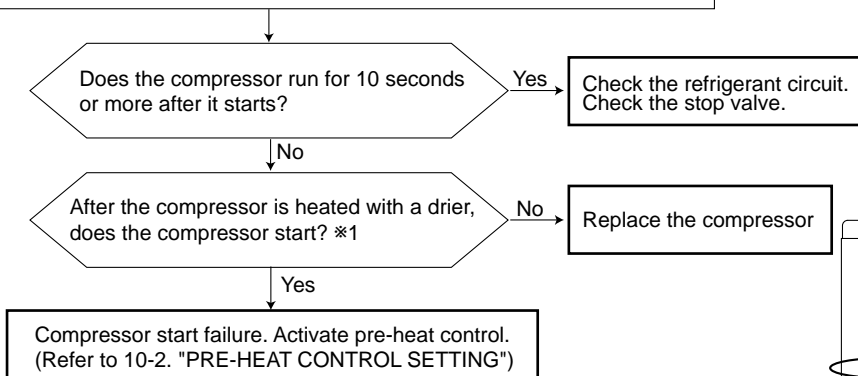 Does the compressor run for 10 seconds
or more after it starts?
Yes
Check the refrigerant circuit.
Check the stop valve.
No
After the compressor is heated with a drier,
does the compressor start? ※1
No
Replace the compressor
Yes
Compressor start failure. Activate pre-heat control.
(Refer to 10-2. "PRE-HEAT CONTROL SETTING")